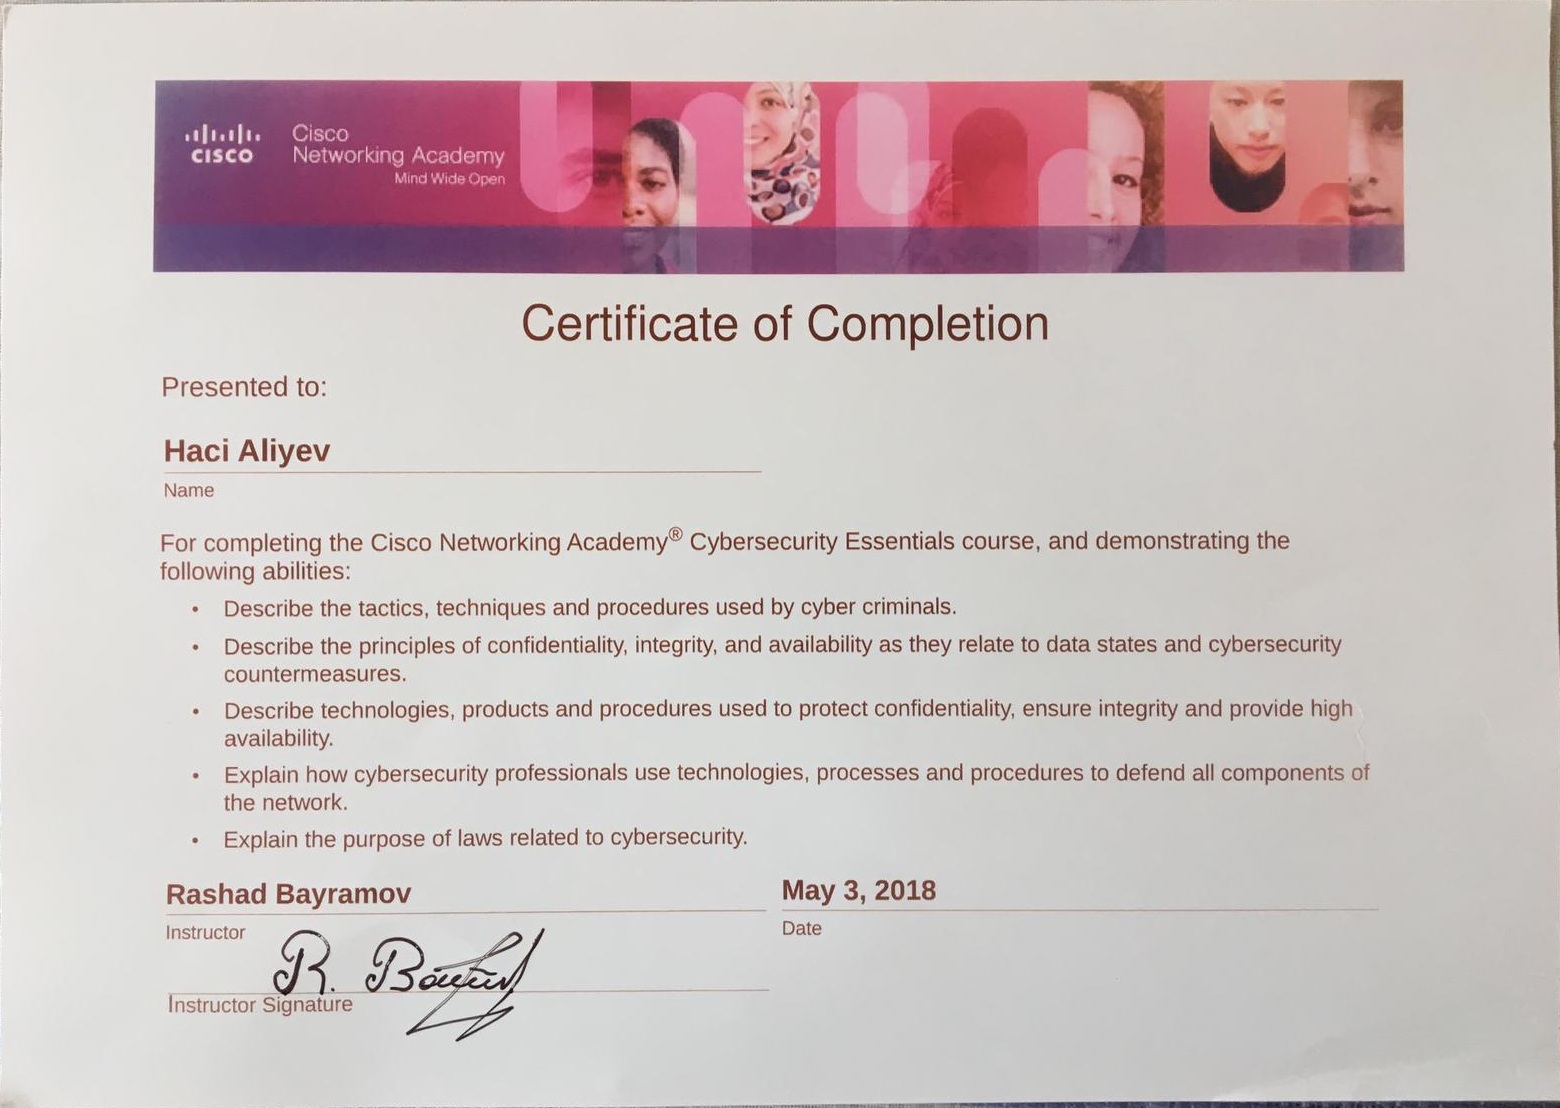 CISCO
Cisco
Networking Academy
Mind Wide Open
Certificate of Completion
Presented to:
Haci Aliyev
Name
For completing the Cisco Networking Academy® Cybersecurity Essentials course, and demonstrating the
following abilities:
• Describe the tactics, techniques and procedures used by cyber criminals.
• Describe the principles of confidentiality, integrity, and availability as they relate to data states and cybersecurity
countermeasures.
• Describe technologies, products and procedures used to protect confidentiality, ensure integrity and provide high
availability.
• Explain how cybersecurity professionals use technologies, processes and procedures to defend all components of
the network.
• Explain the purpose of laws related to cybersecurity.
Rashad Bayramov
May 3, 2018
Instructor
Date
R.
Instructor Signature